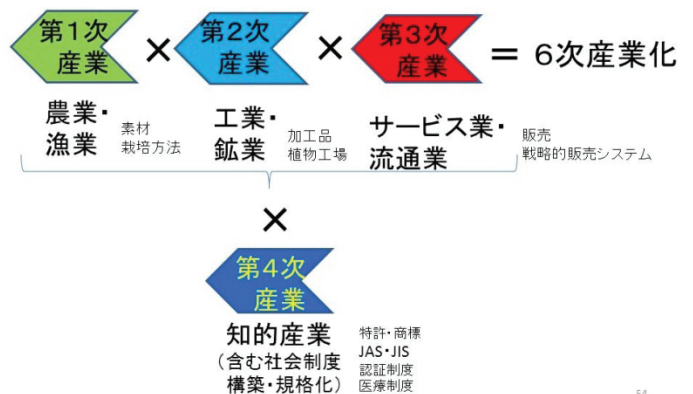 第1次
産業
×
第2次
産業
×
第3次
産業
= 6次産業化
農業・
漁業
素材
栽培方法
工業・
鉱業
加工品
植物工場
サービス業・
流通業
販売
戦略的販売システム
×
第4次
産業
知的産業
(含む社会制度
構築・規格化)
特許・商標
JAS・JIS
認証制度
医療制度
54